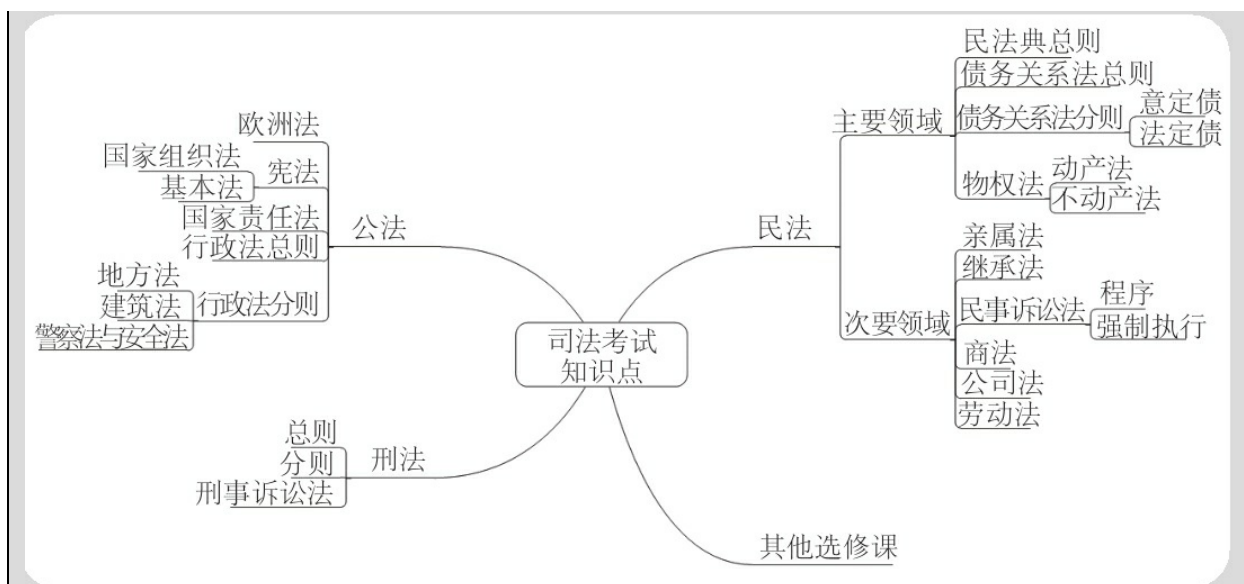 司法考试
知识点
公法
欧洲法
宪法
国家组织法
基本法
国家责任法
行政法总则
行政法分则
地方法
建筑法
警察法与安全法
刑法
总则
分则
刑事诉讼法
民法
主要领域
民法典总则
债务关系法总则
债务关系法分则
意定债
法定债
物权法
动产法
不动产法
次要领域
亲属法
继承法
民事诉讼法
程序
强制执行
商法
公司法
劳动法
其他选修课